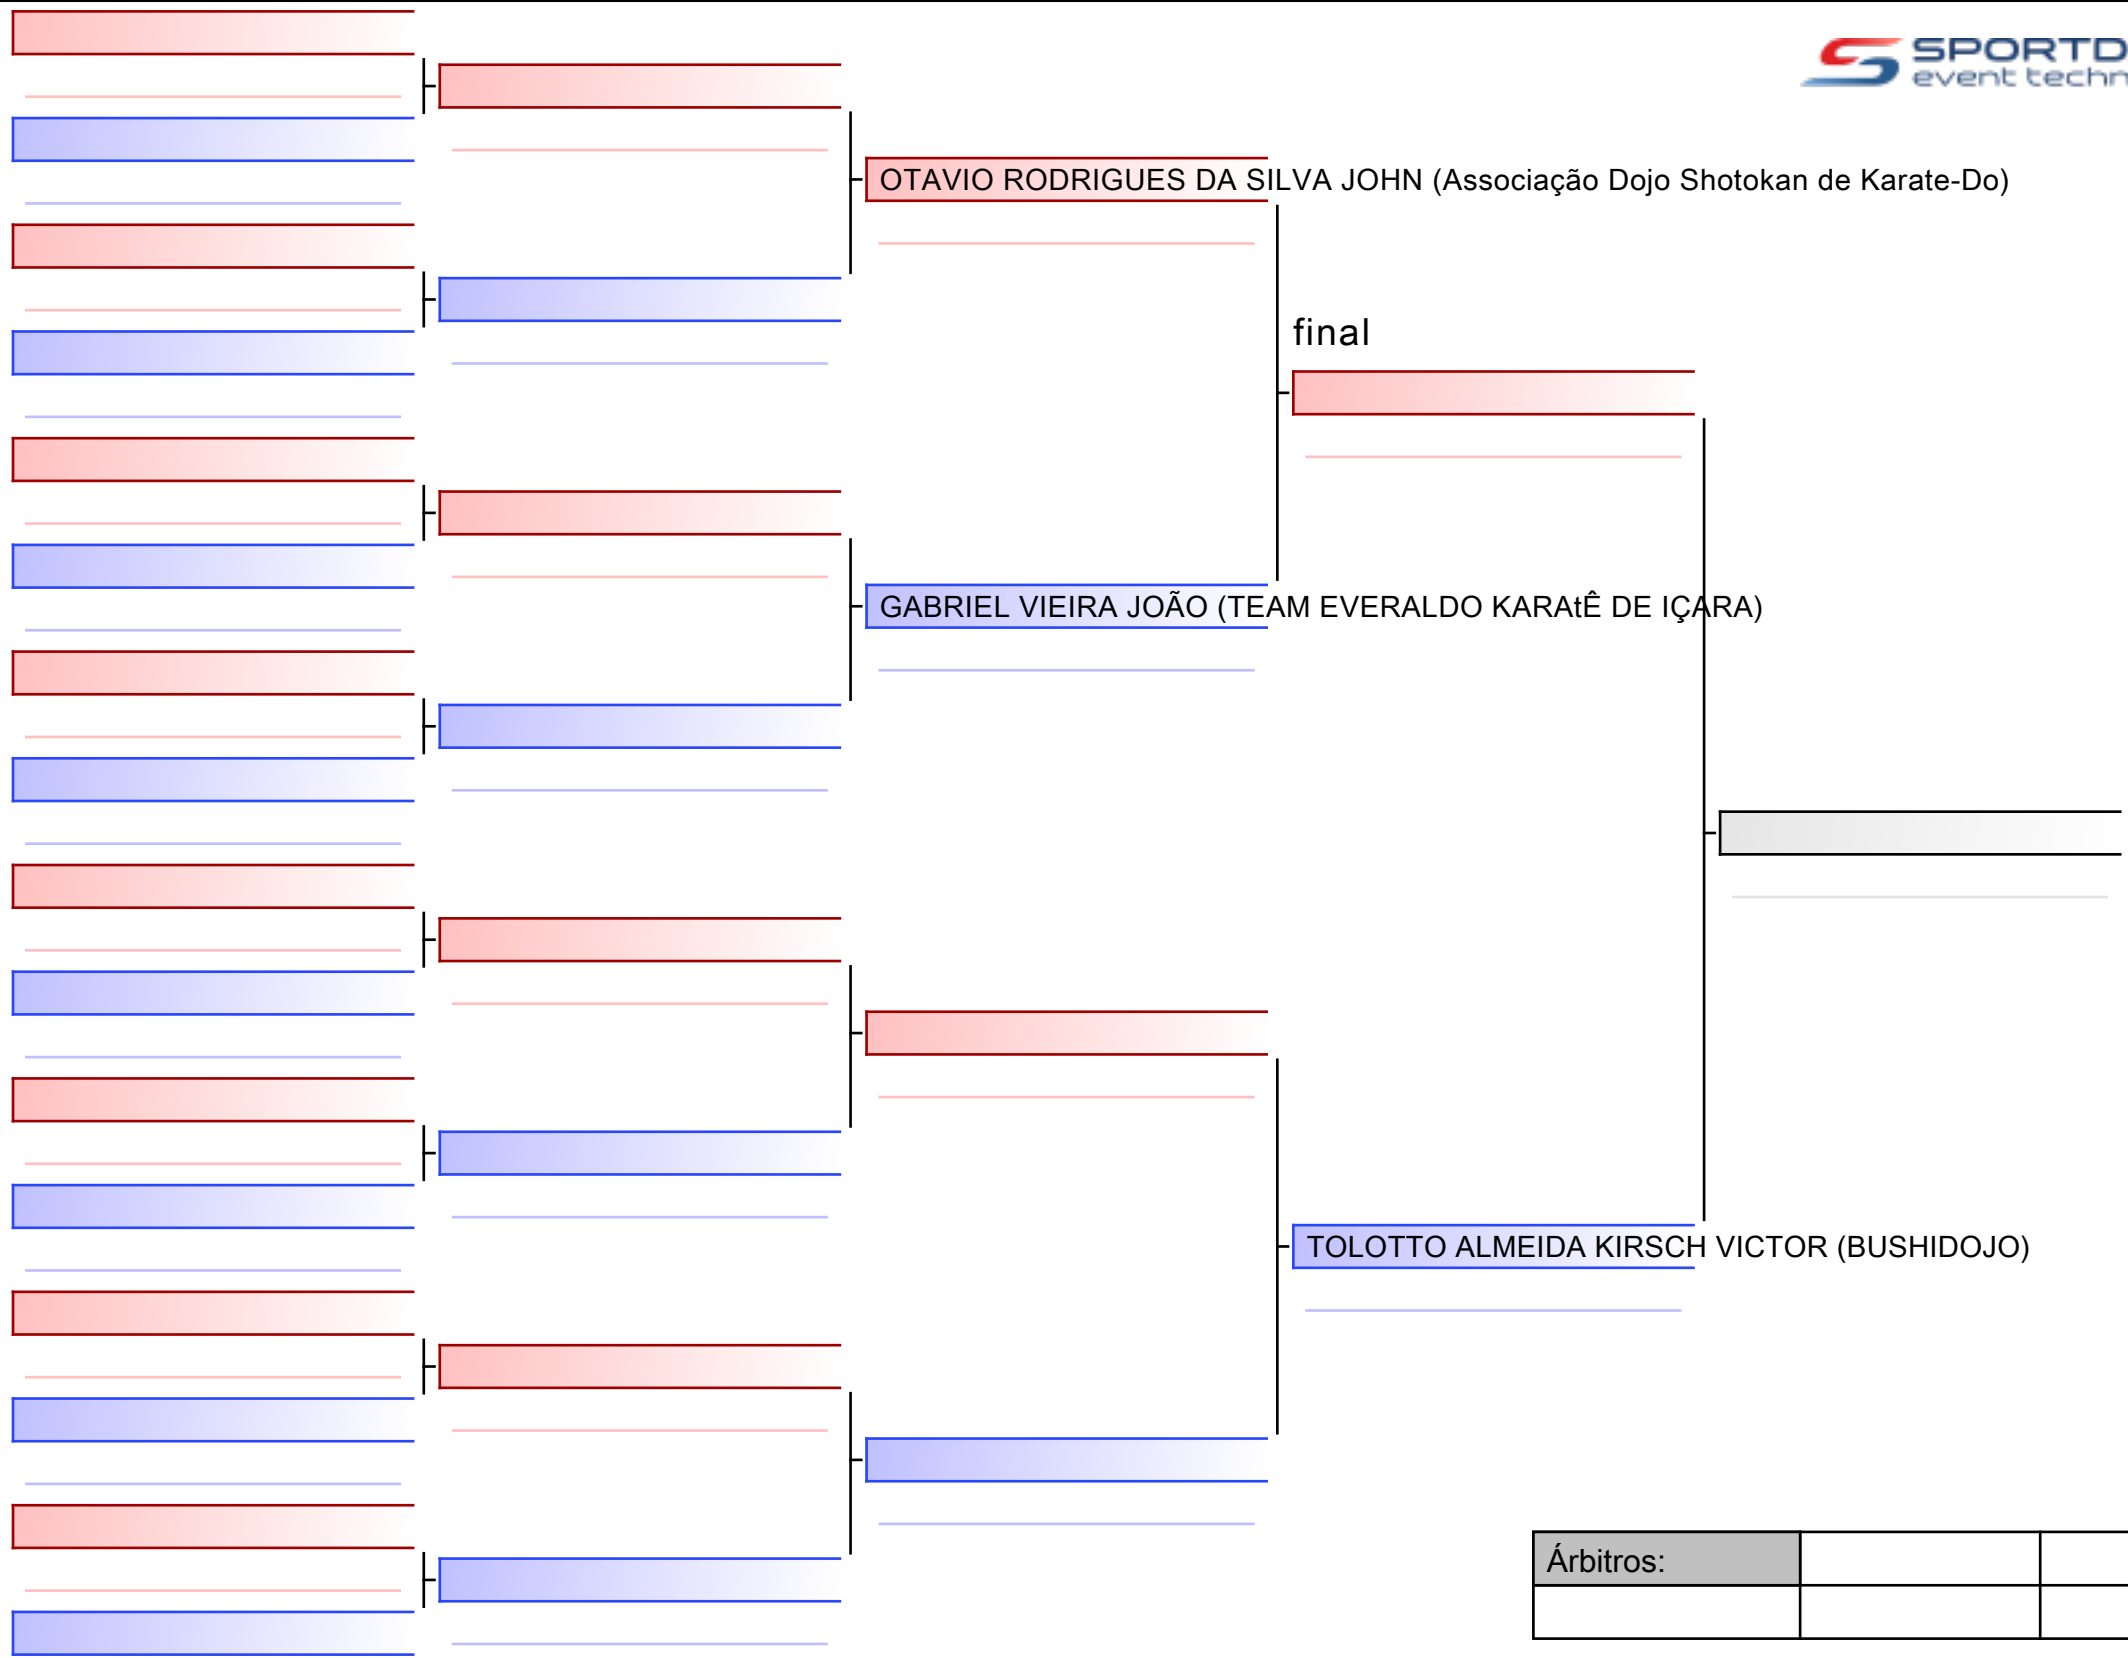 SPORTD
event techn
OTAVIO RODRIGUES DA SILVA JOHN (Associação Dojo Shotokan de Karate-Do)
final
GABRIEL VIEIRA JOÃO (TEAM EVERALDO KARAtÊ DE IÇARA)
TOLOTTO ALMEIDA KIRSCH VICTOR (BUSHIDOJO)
Árbitros: